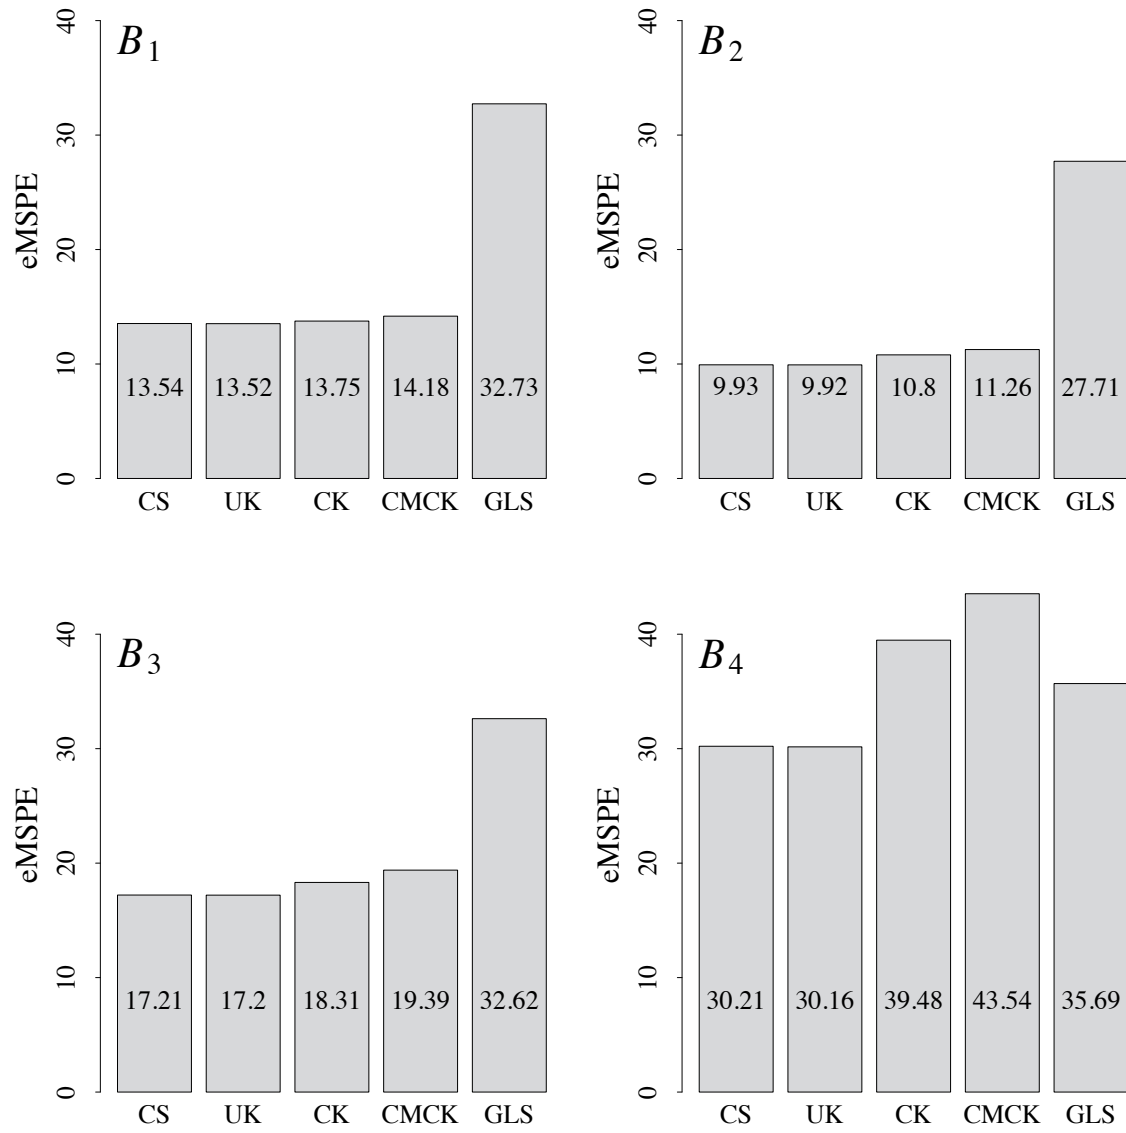 B1
eMSPE
40
30
20
10
0
13.54 13.52 13.75 14.18 32.73
CS UK CK CMCK GLS
B2
eMSPE
40
30
20
10
0
9.93 9.92 10.8 11.26 27.71
CS UK CK CMCK GLS
B3
eMSPE
40
30
20
10
0
17.21 17.2 18.31 19.39 32.62
CS UK CK CMCK GLS
B4
eMSPE
40
30
20
10
0
30.21 30.16 39.48 43.54 35.69
CS UK CK CMCK GLS